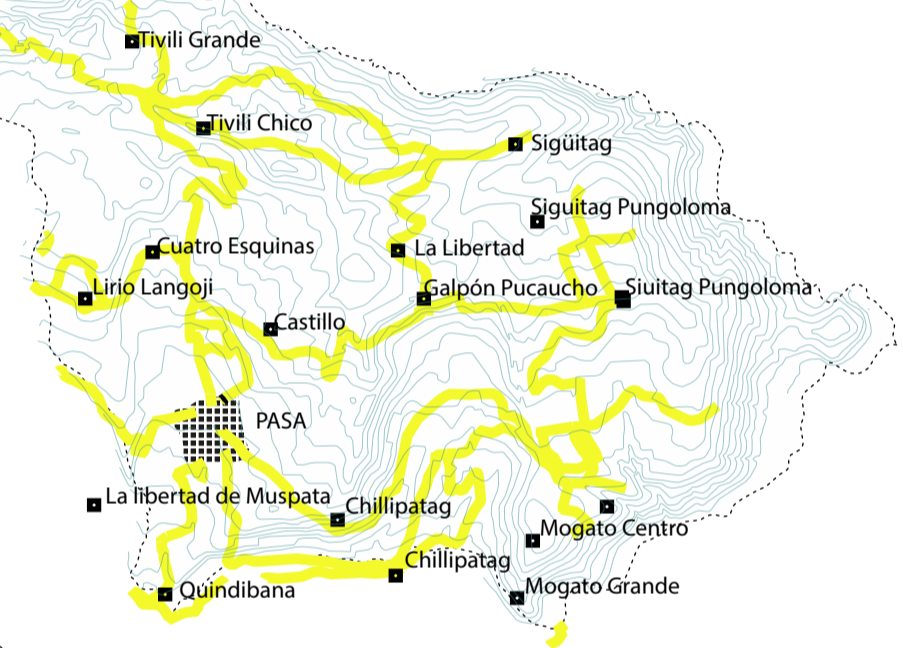 Tivili Grande
Tivili Chico
Sigüitag
Siguitag Pungoloma
Cuatro Esquinas
La Libertad
Lirio Langoji
Galpón Pucaucho
Siuitag Pungoloma
Castillo
PASA
La libertad de Muspata
Chillipatag
Mogato Centro
Chillipatag
Quindibana
Mogato Grande